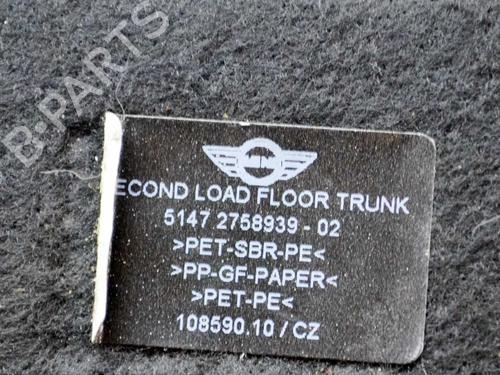 B-PARTS
ECOND LOAD FLOOR TRUNK
5147 2758939 - 02
>PET-SBR-PE<
>PP-GF-PAPER<
>PET-PE<
108590.10 / CZ